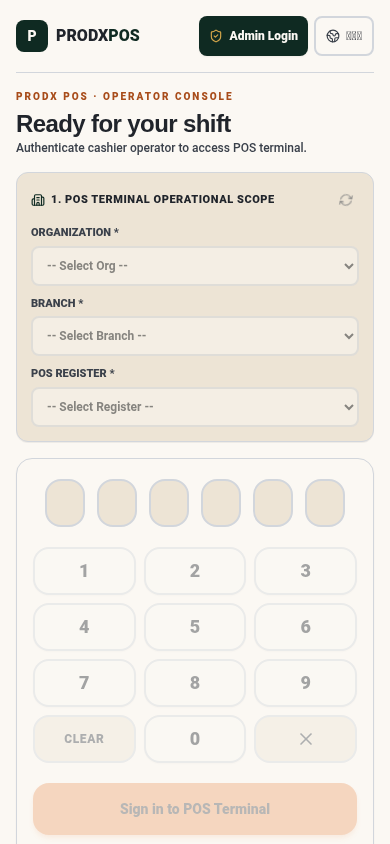 P PRODXPOS Admin Login
PRODX POS · OPERATOR CONSOLE
Ready for your shift
Authenticate cashier operator to access POS terminal.
1. POS TERMINAL OPERATIONAL SCOPE
ORGANIZATION *
-- Select Org --
BRANCH *
-- Select Branch --
POS REGISTER *
-- Select Register --
1 2 3
4 5 6
7 8 9
CLEAR 0
Sign in to POS Terminal